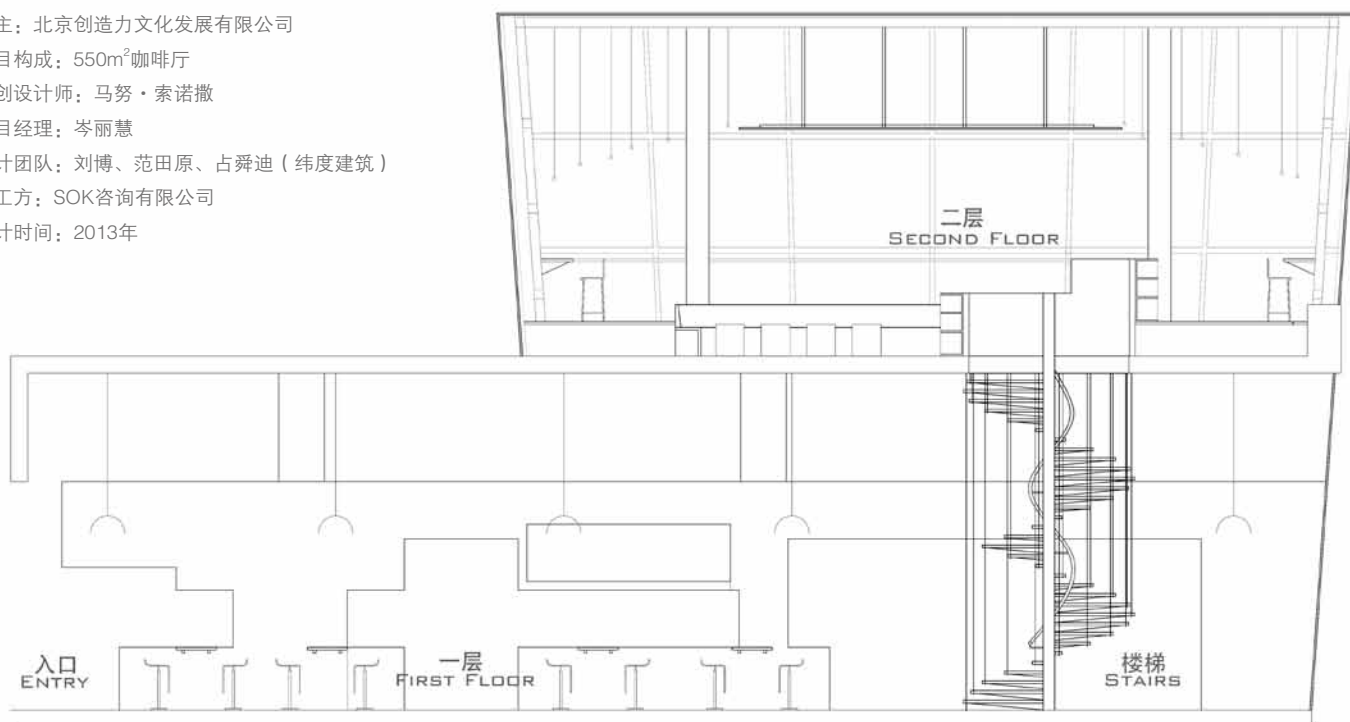 主：北京创造力文化发展有限公司
目构成：550m²咖啡厅
创设计师：马努·索诺撒
目经理：岑丽慧
计团队：刘博、范田原、占舜迪（纬度建筑）
工方：SOK咨询有限公司
计时间：2013年
二层
SECOND FLOOR
入口
ENTRY
一层
FIRST FLOOR
楼梯
STAIRS